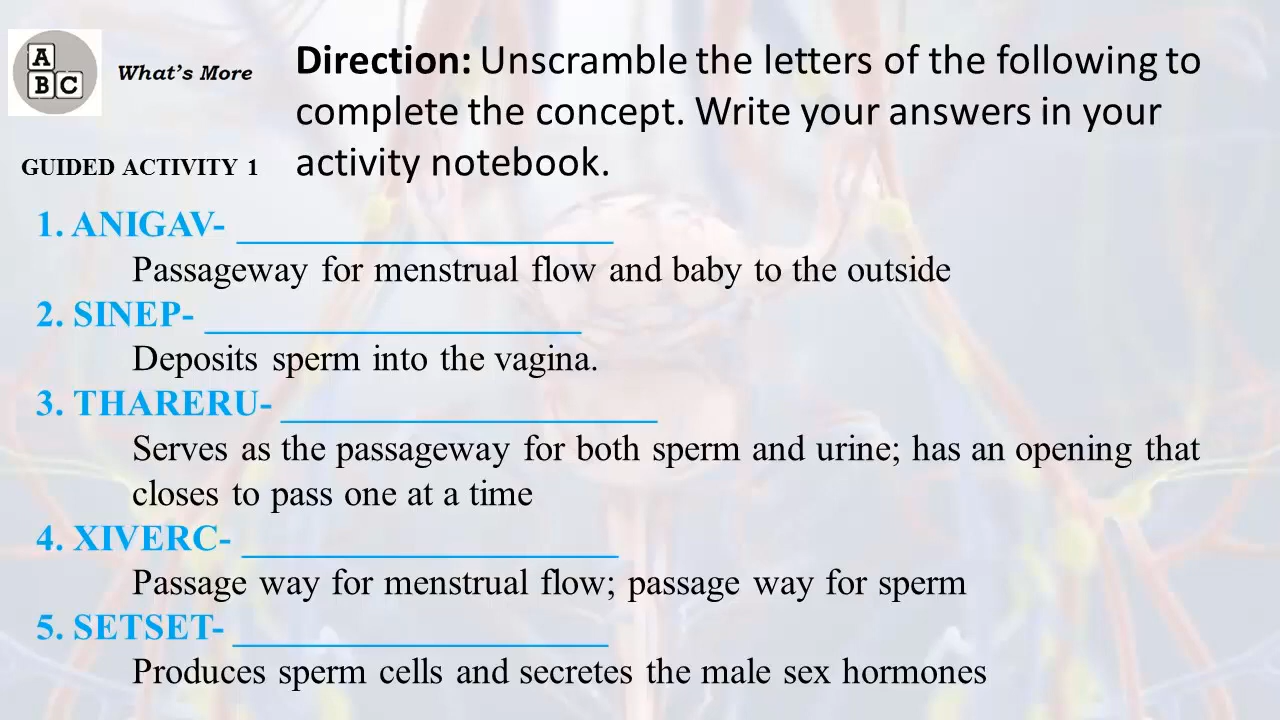 A
B C
What's More
Direction: Unscramble the letters of the following to
complete the concept. Write your answers in your
activity notebook.
GUIDED ACTIVITY 1
1. ANIGAV- ____________________
Passageway for menstrual flow and baby to the outside
2. SINEP- ____________________
Deposits sperm into the vagina.
3. THARERU- ____________________
Serves as the passageway for both sperm and urine; has an opening that
closes to pass one at a time
4. XIVERC- ____________________
Passage way for menstrual flow; passage way for sperm
5. SETSET- ____________________
Produces sperm cells and secretes the male sex hormones